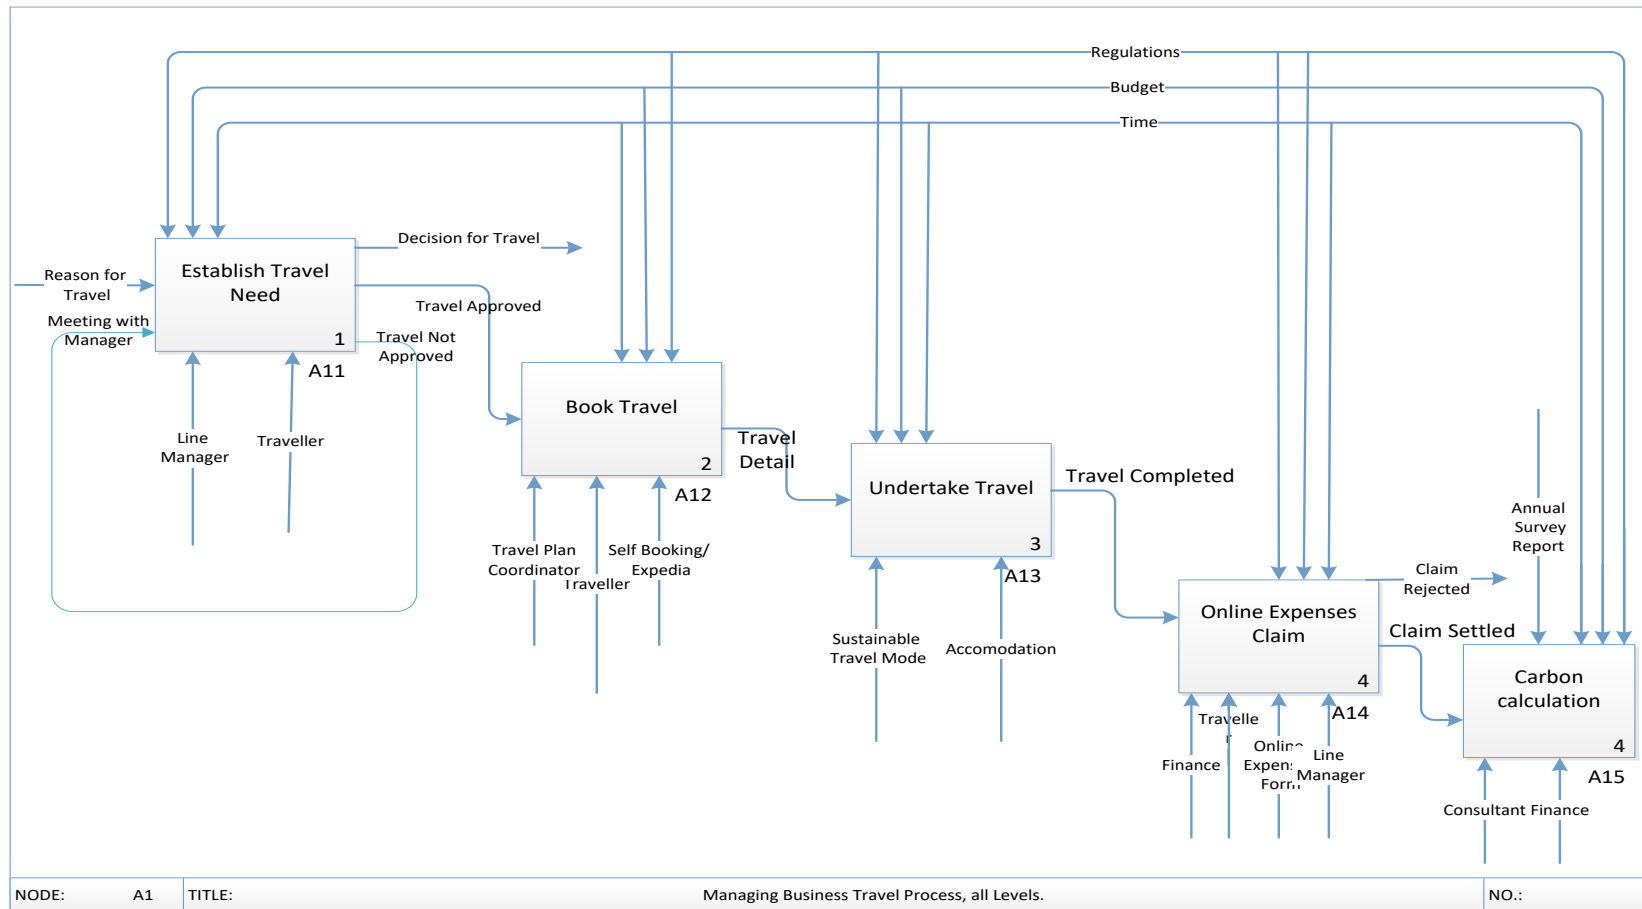 Regulations
Budget
Time
Decision for Travel
Establish Travel
Need
1
A11
Reason for
Travel
Meeting with
Manager
Travel Approved
Travel Not
Approved
Line
Manager
Traveller
Book Travel
2
A12
Travel
Detail
Travel Plan
Coordinator
Traveller
Self Booking/
Expedia
Undertake Travel
3
A13
Travel Completed
Sustainable
Travel Mode
Accomodation
Annual
Survey
Report
Claim
Rejected
Online Expenses
Claim
4
A14
Claim Settled
Finance
Traveller
Online
Form
Line
Manager
Carbon
calculation
4
A15
Consultant
Finance
NODE: A1
TITLE: Managing Business Travel Process, all Levels.
NO.: